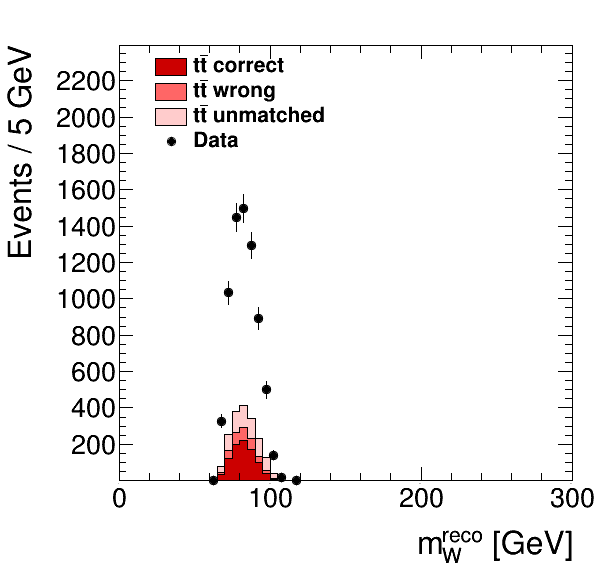 Events / 5 GeV
tt̄ correct
tt̄ wrong
tt̄ unmatched
Data
2200
2000
1800
1600
1400
1200
1000
800
600
400
200
0 100 200 300
m_W^reco [GeV]